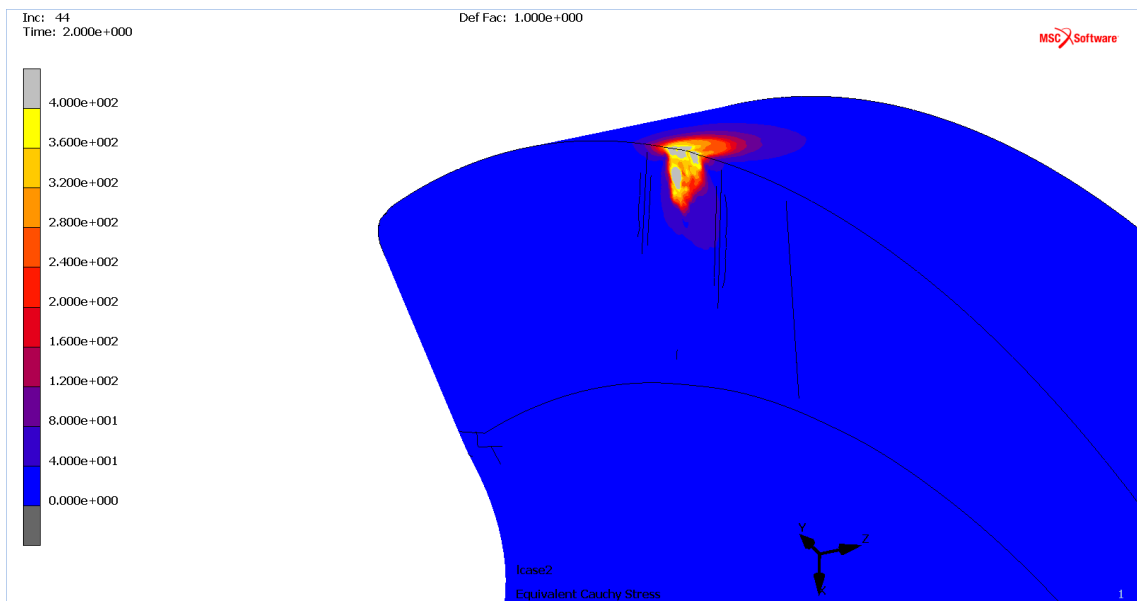 Inc: 44
Time: 2.000e+000
Def Fac: 1.000e+000
MSC Software
4.000e+002
3.600e+002
3.200e+002
2.800e+002
2.400e+002
2.000e+002
1.600e+002
1.200e+002
8.000e+001
4.000e+001
0.000e+000
Y
Z
X
lcase2
Equivalent Cauchy Stress
1